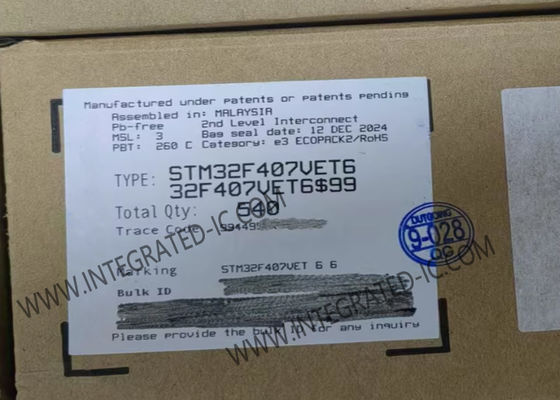 Manufactured under patents or patents pending
Assembled in: MALAYSIA
Pb-free 2nd Level Interconnect
MSL: 3 Bag seal date: 12 DEC 2024
PBT: 260 C Category: e3 ECOPACK2/RoHS
TYPE: STM32F407VET6
32F407VET6$99
Total Qty: 540
Trace Code
Marking STM32F407VET 6 6
Bulk ID
Please provide the bulk ID for any inquiry
OUTGOING
9-028
QA
WWW.INTEGRATED-IC.COM
WWW.INTEGRATED-IC.COM